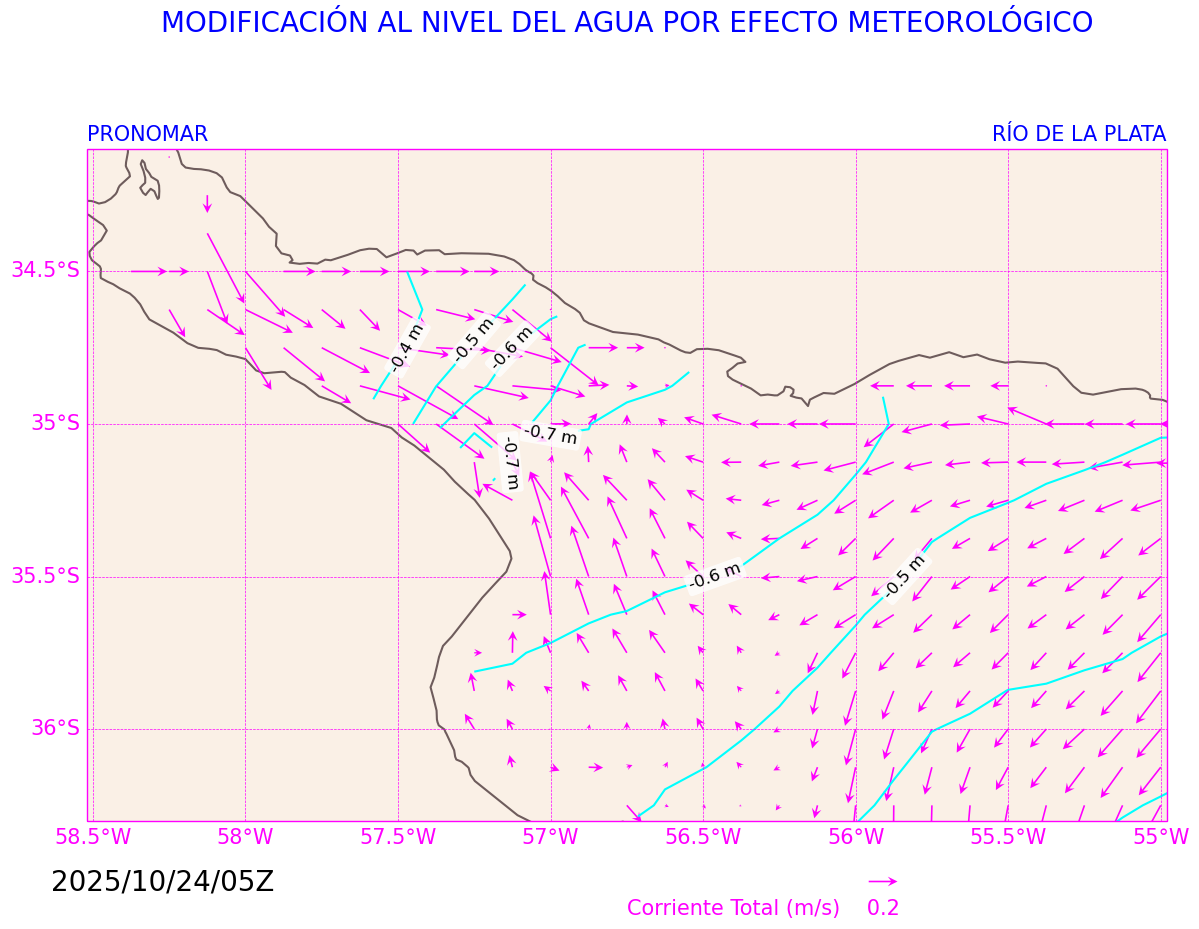 MODIFICACIÓN AL NIVEL DEL AGUA POR EFECTO METEOROLÓGICO
PRONOMAR RÍO DE LA PLATA
34.5°S
-0.4 m -0.5 m -0.6 m
35°S
-0.7 m
-0.7 m
35.5°S
-0.6 m -0.5 m
36°S
58.5°W 58°W 57.5°W 57°W 56.5°W 56°W 55.5°W 55°W
2025/10/24/05Z
Corriente Total (m/s) 0.2